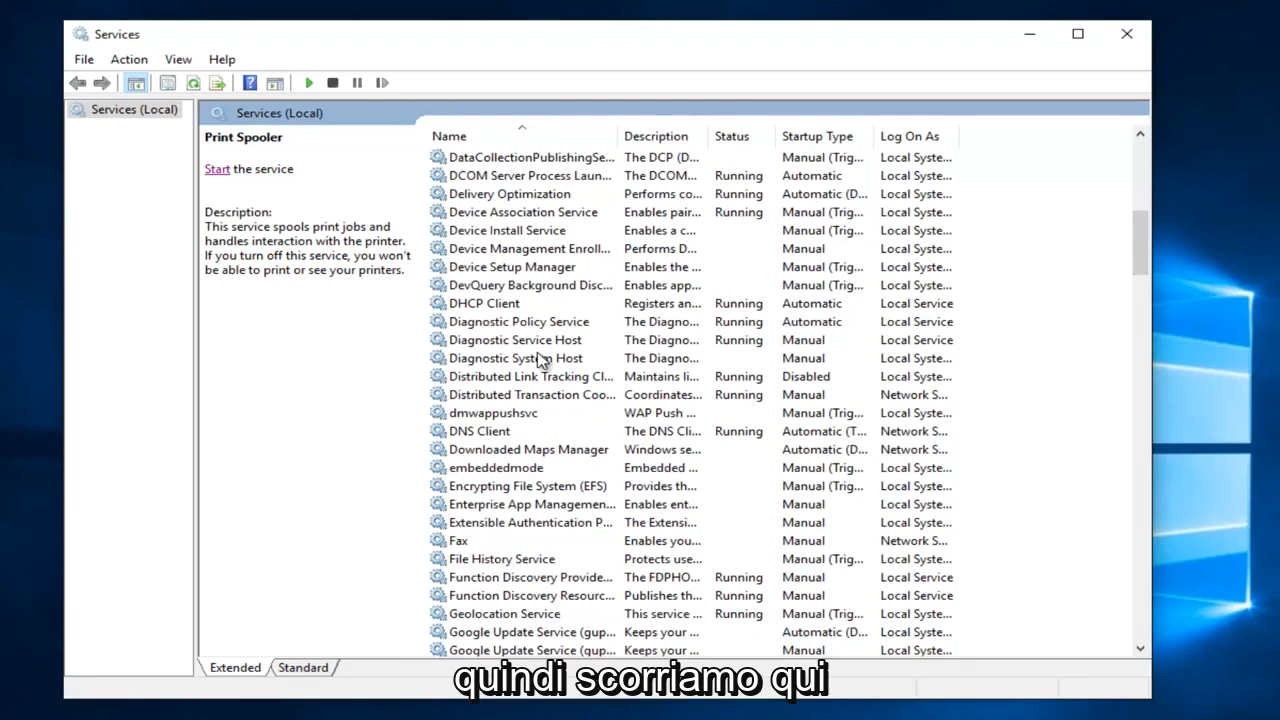 Services
File Action View Help
Services (Local)
Services (Local)
Print Spooler
Start the service
Description:
This service spools print jobs and
handles interaction with the printer.
If you turn off this service, you won't
be able to print or see your printers.
Name Description Status Startup Type Log On As
DataCollectionPublishingSe... The DCP (D... Manual (Trig... Local Syste...
DCOM Server Process Laun... The DCOM... Running Automatic Local Syste...
Delivery Optimization Performs co... Running Automatic (D... Local Syste...
Device Association Service Enables pair... Running Manual (Trig... Local Syste...
Device Install Service Enables a c... Manual (Trig... Local Syste...
Device Management Enroll... Performs D... Manual Local Syste...
Device Setup Manager Enables the ... Manual (Trig... Local Syste...
DevQuery Background Disc... Enables app... Manual (Trig... Local Syste...
DHCP Client Registers an... Running Automatic Local Service
Diagnostic Policy Service The Diagno... Running Automatic Local Service
Diagnostic Service Host The Diagno... Running Manual Local Service
Diagnostic System Host The Diagno... Manual Local Syste...
Distributed Link Tracking Cl... Maintains li... Running Disabled Local Syste...
Distributed Transaction Coo... Coordinates... Running Manual Network S...
dmwappushsvc WAP Push ... Manual (Trig... Local Syste...
DNS Client The DNS Cli... Running Automatic (T... Network S...
Downloaded Maps Manager Windows se... Automatic (D... Network S...
embeddedmode Embedded ... Manual (Trig... Local Syste...
Encrypting File System (EFS) Provides th... Manual (Trig... Local Syste...
Enterprise App Managemen... Enables ent... Manual Local Syste...
Extensible Authentication P... The Extensi... Manual Local Syste...
Fax Enables you... Manual Network S...
File History Service Protects use... Manual (Trig... Local Syste...
Function Discovery Provide... The FDPHO... Running Manual Local Service
Function Discovery Resourc... Publishes th... Running Manual Local Service
Geolocation Service This service ... Running Manual (Trig... Local Syste...
Google Update Service (gup... Keeps your ... Automatic (D... Local Syste...
Google Update Service (gup... Keeps your ... Manual Local Syste...
Extended Standard
quindi scorriamo qui